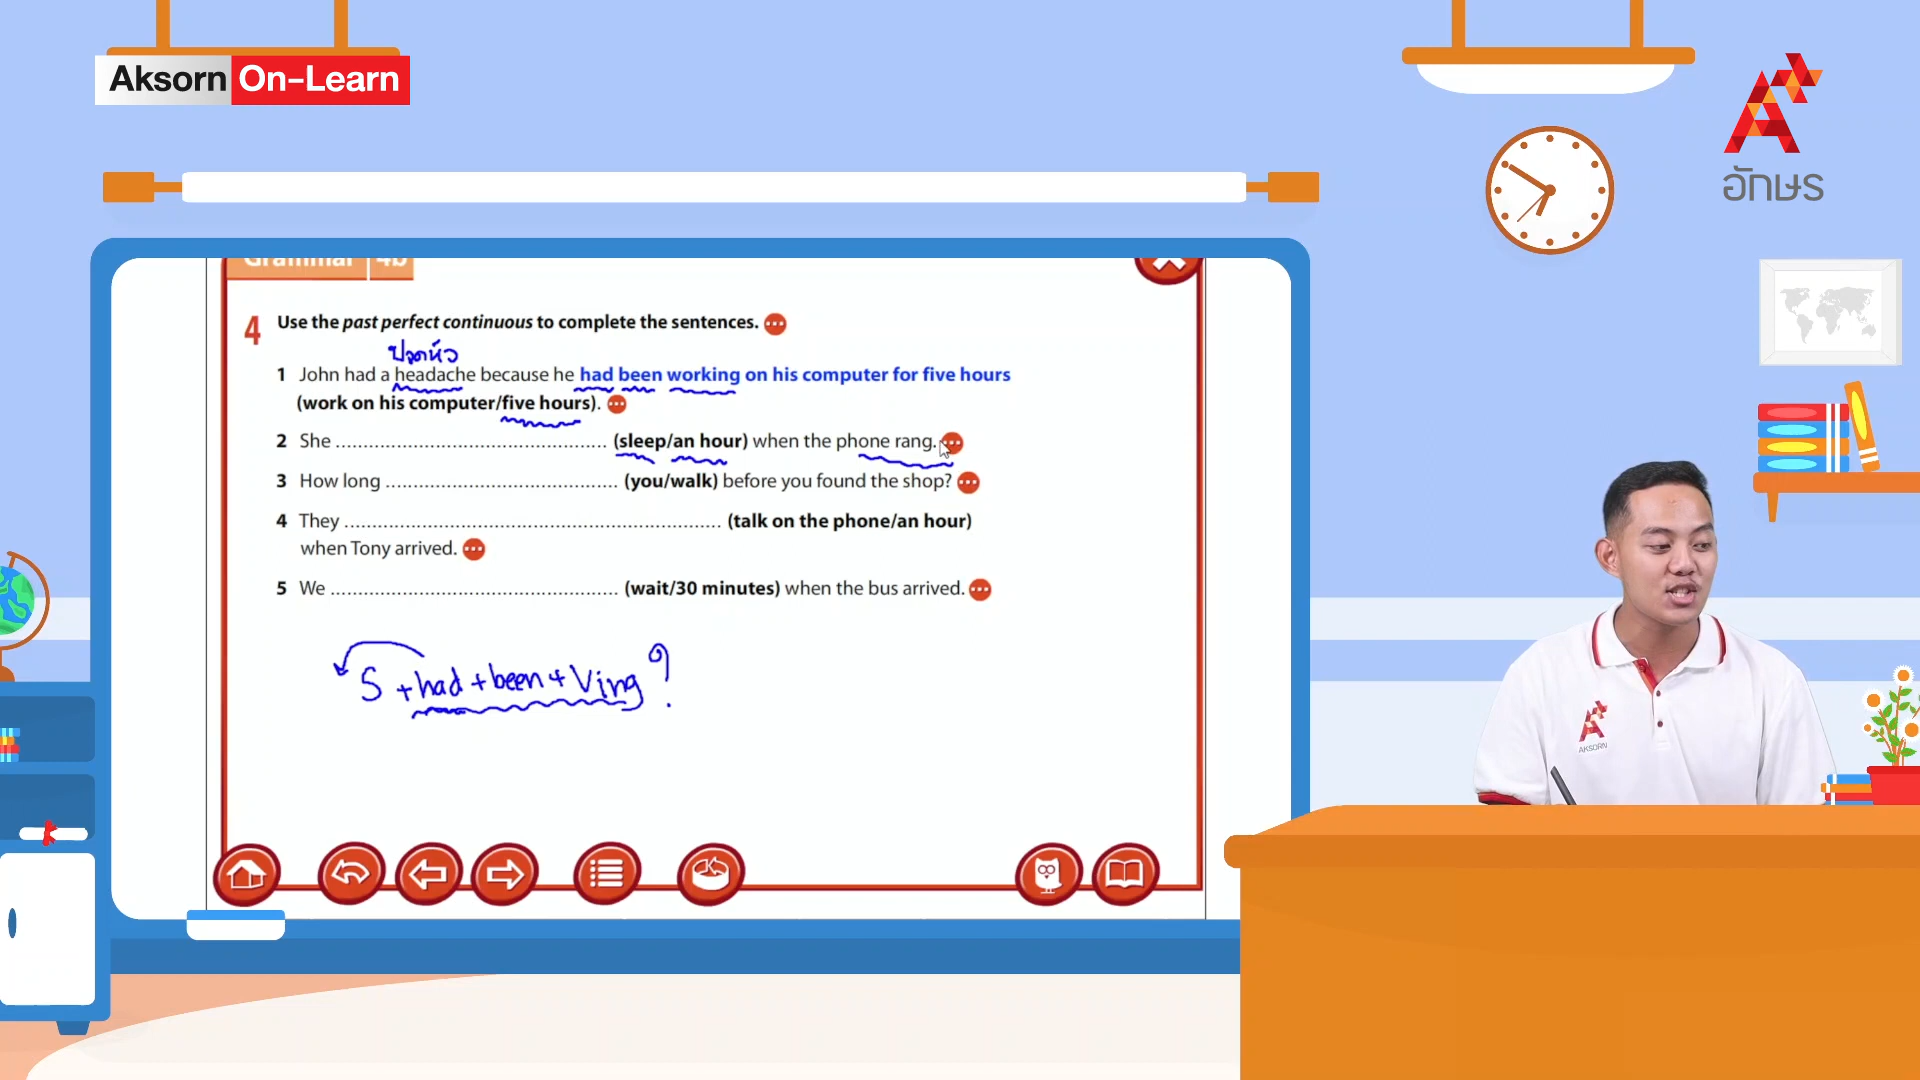 Aksorn On-Learn
อักษร
Grammar 4b
4 Use the past perfect continuous to complete the sentences.
ปวดหัว
1 John had a headache because he had been working on his computer for five hours
(work on his computer/five hours).
2 She ............................................... (sleep/an hour) when the phone rang.
3 How long ........................................ (you/walk) before you found the shop?
4 They ................................................................. (talk on the phone/an hour)
when Tony arrived.
5 We .................................................. (wait/30 minutes) when the bus arrived.
S + had + been + Ving ?
AKSORN